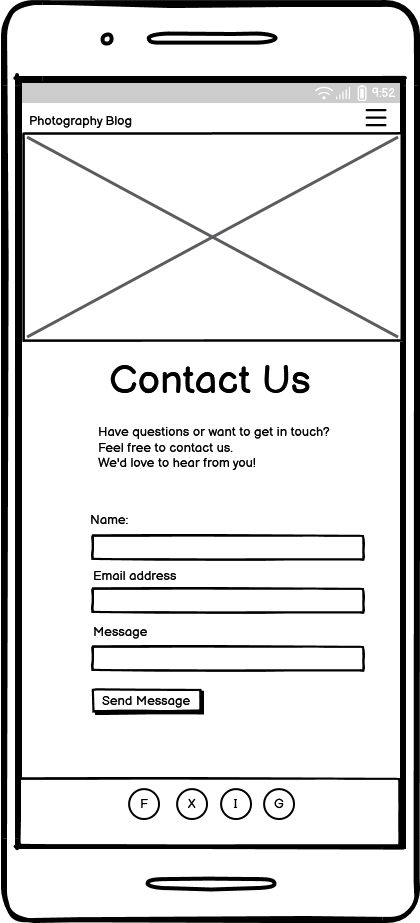 9:52
Photography Blog
Contact Us
Have questions or want to get in touch?
Feel free to contact us.
We'd love to hear from you!
Name:
Email address
Message
Send Message
F X I G